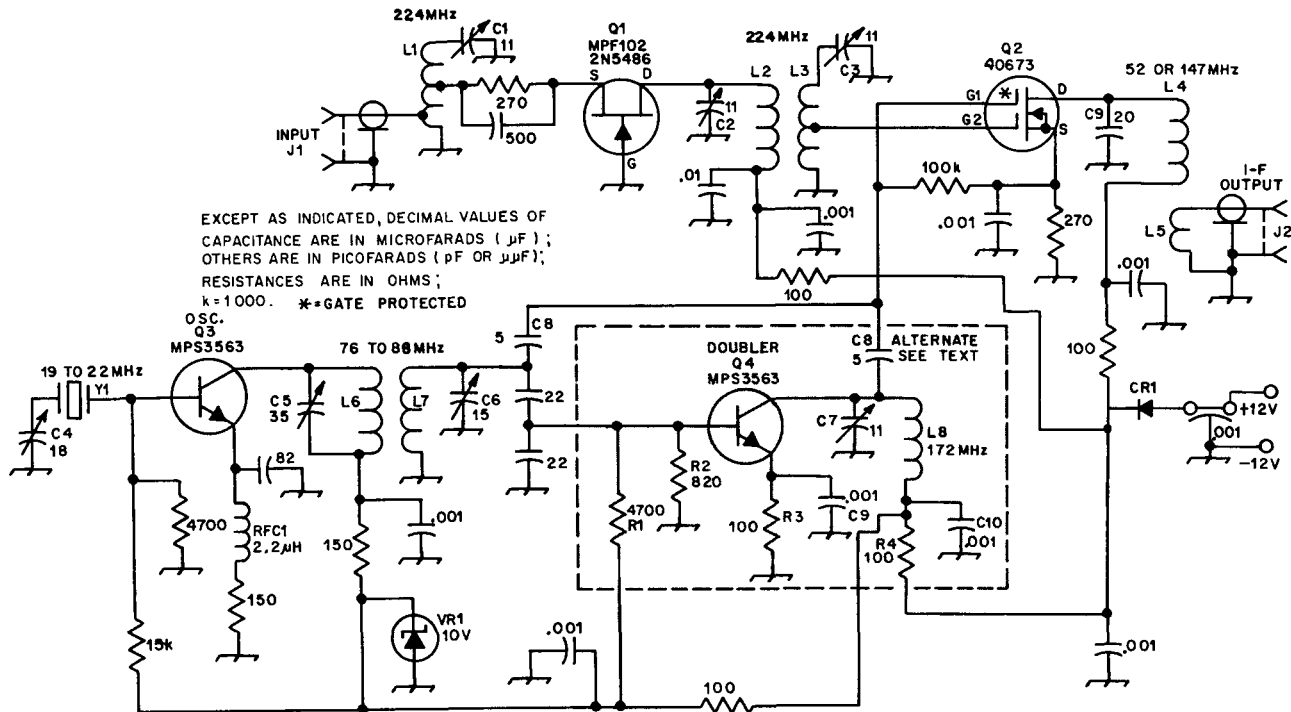 224MHz
C1
11
L1
Q1
MPF102
2N5486
S
D
G
270
500
INPUT
J1
224MHz
L2
L3
11
C3
11
C2
.01
.001
Q2
40673
G1
*
G2
D
S
52 OR 147MHz
L4
C9
20
100k
.001
270
I-F
OUTPUT
L5
J2
.001
100
100
EXCEPT AS INDICATED, DECIMAL VALUES OF
CAPACITANCE ARE IN MICROFARADS ( µF ) ;
OTHERS ARE IN PICOFARADS ( pF OR µµF);
RESISTANCES ARE IN OHMS;
k=1000. *=GATE PROTECTED
OSC.
Q3
MPS3563
19 TO 22MHz
Y1
C4
18
82
4700
RFC1
2.2µH
150
15k
76 TO 86MHz
C5
35
L6
L7
C6
15
.001
150
VR1
10V
C8
5
22
22
DOUBLER
Q4
MPS3563
ALTERNATE
SEE TEXT
C8
5
C7
11
L8
172MHz
R2
820
4700
R1
100
R3
.001
C9
R4
100
C10
.001
CR1
+12V
.001
-12V
.001
.001
100